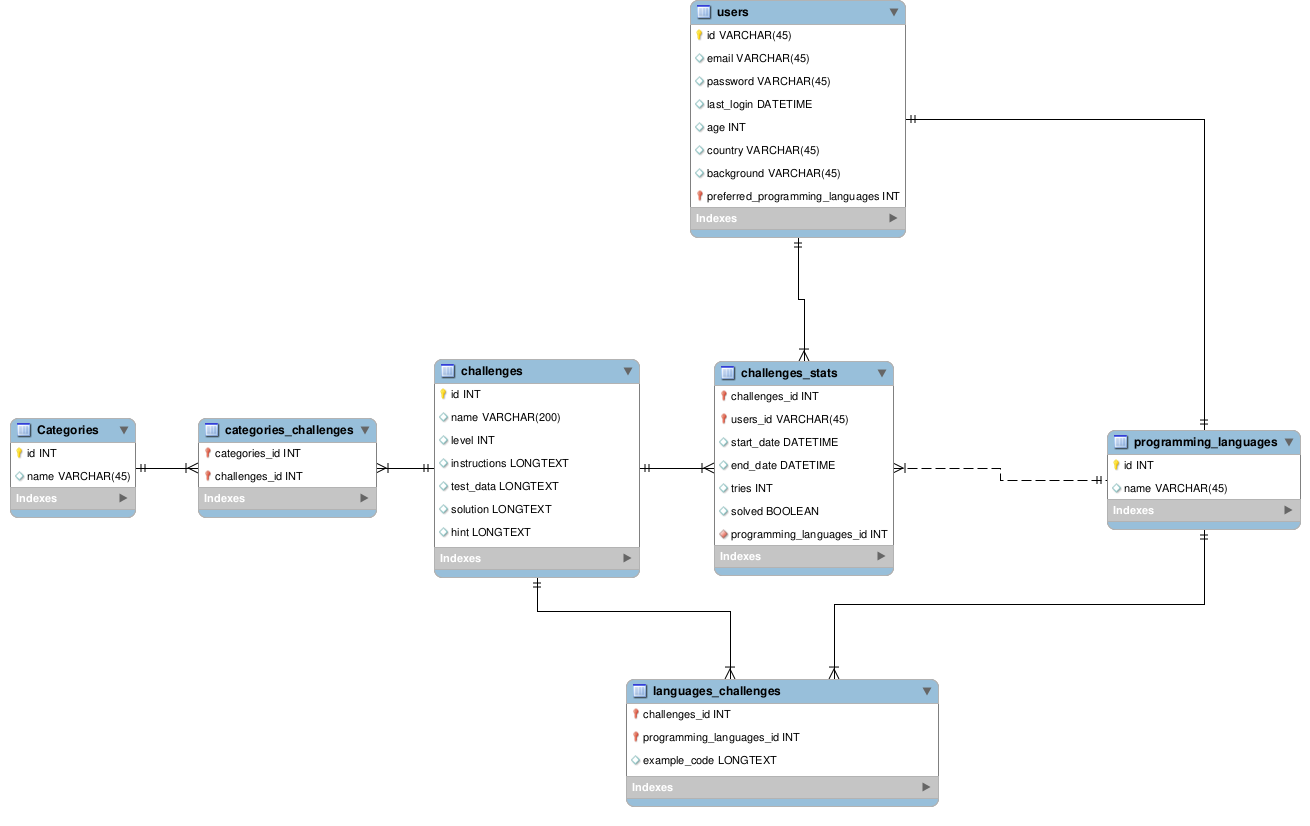 users
id VARCHAR(45)
email VARCHAR(45)
password VARCHAR(45)
last_login DATETIME
age INT
country VARCHAR(45)
background VARCHAR(45)
preferred_programming_languages INT
Indexes
Categories
id INT
name VARCHAR(45)
Indexes
categories_challenges
categories_id INT
challenges_id INT
Indexes
challenges
id INT
name VARCHAR(200)
level INT
instructions LONGTEXT
test_data LONGTEXT
solution LONGTEXT
hint LONGTEXT
Indexes
challenges_stats
challenges_id INT
users_id VARCHAR(45)
start_date DATETIME
end_date DATETIME
tries INT
solved BOOLEAN
programming_languages_id INT
Indexes
programming_languages
id INT
name VARCHAR(45)
Indexes
languages_challenges
challenges_id INT
programming_languages_id INT
example_code LONGTEXT
Indexes